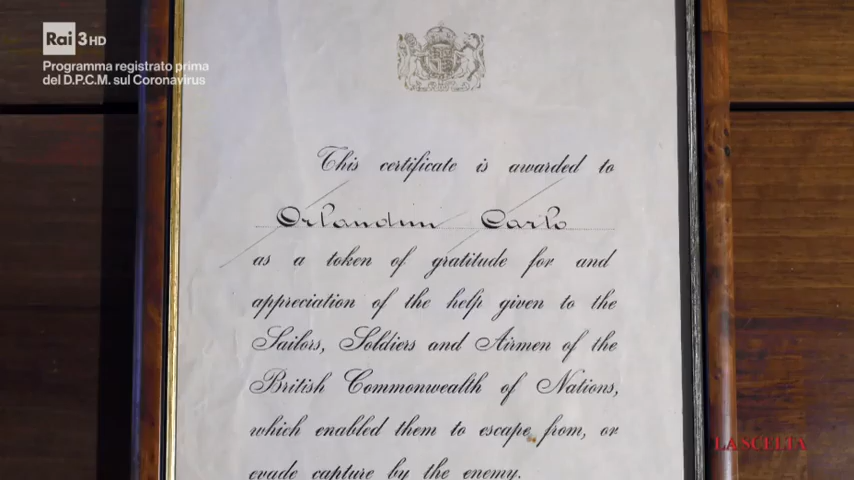 Rai 3HD
Programma registrato prima
del D.P.C.M. sul Coronavirus
This certificate is awarded to
Orlandini Carlo
as a token of gratitude for and
appreciation of the help given to the
Sailors, Soldiers and Airmen of the
British Commonwealth of Nations,
which enabled them to escape from, or
evade capture by the enemy.
LA SCELTA